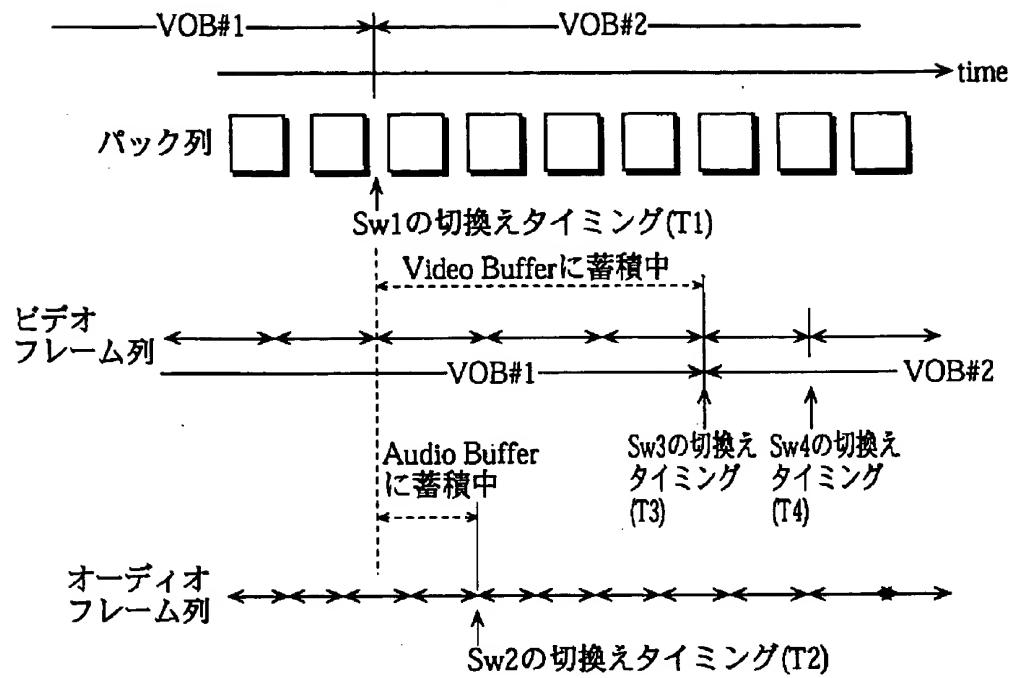 VOB#1 VOB#2
time
パック列
Sw1の切換えタイミング(T1)
Video Bufferに蓄積中
ビデオ
フレーム列
VOB#1 VOB#2
Sw3の切換え
タイミング
(T3)
Sw4の切換え
タイミング
(T4)
Audio Buffer
に蓄積中
オーディオ
フレーム列
Sw2の切換えタイミング(T2)